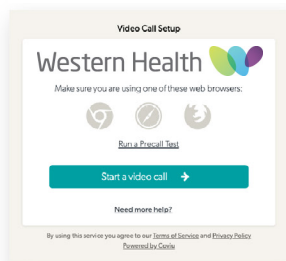 Video Call Setup
Western Health
Make sure you are using one of these web browsers:
Run a Precall Test
Start a video call
Need more help?
By using this service you agree to our Terms of Service and Privacy Policy
Powered by Coviu